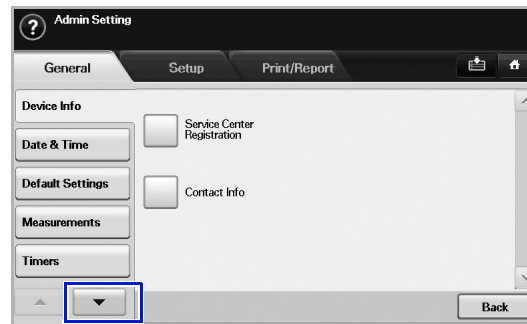 ? Admin Setting
General Setup Print/Report
Device Info
Date & Time
Default Settings
Measurements
Timers
Service Center
Registration
Contact Info
Back